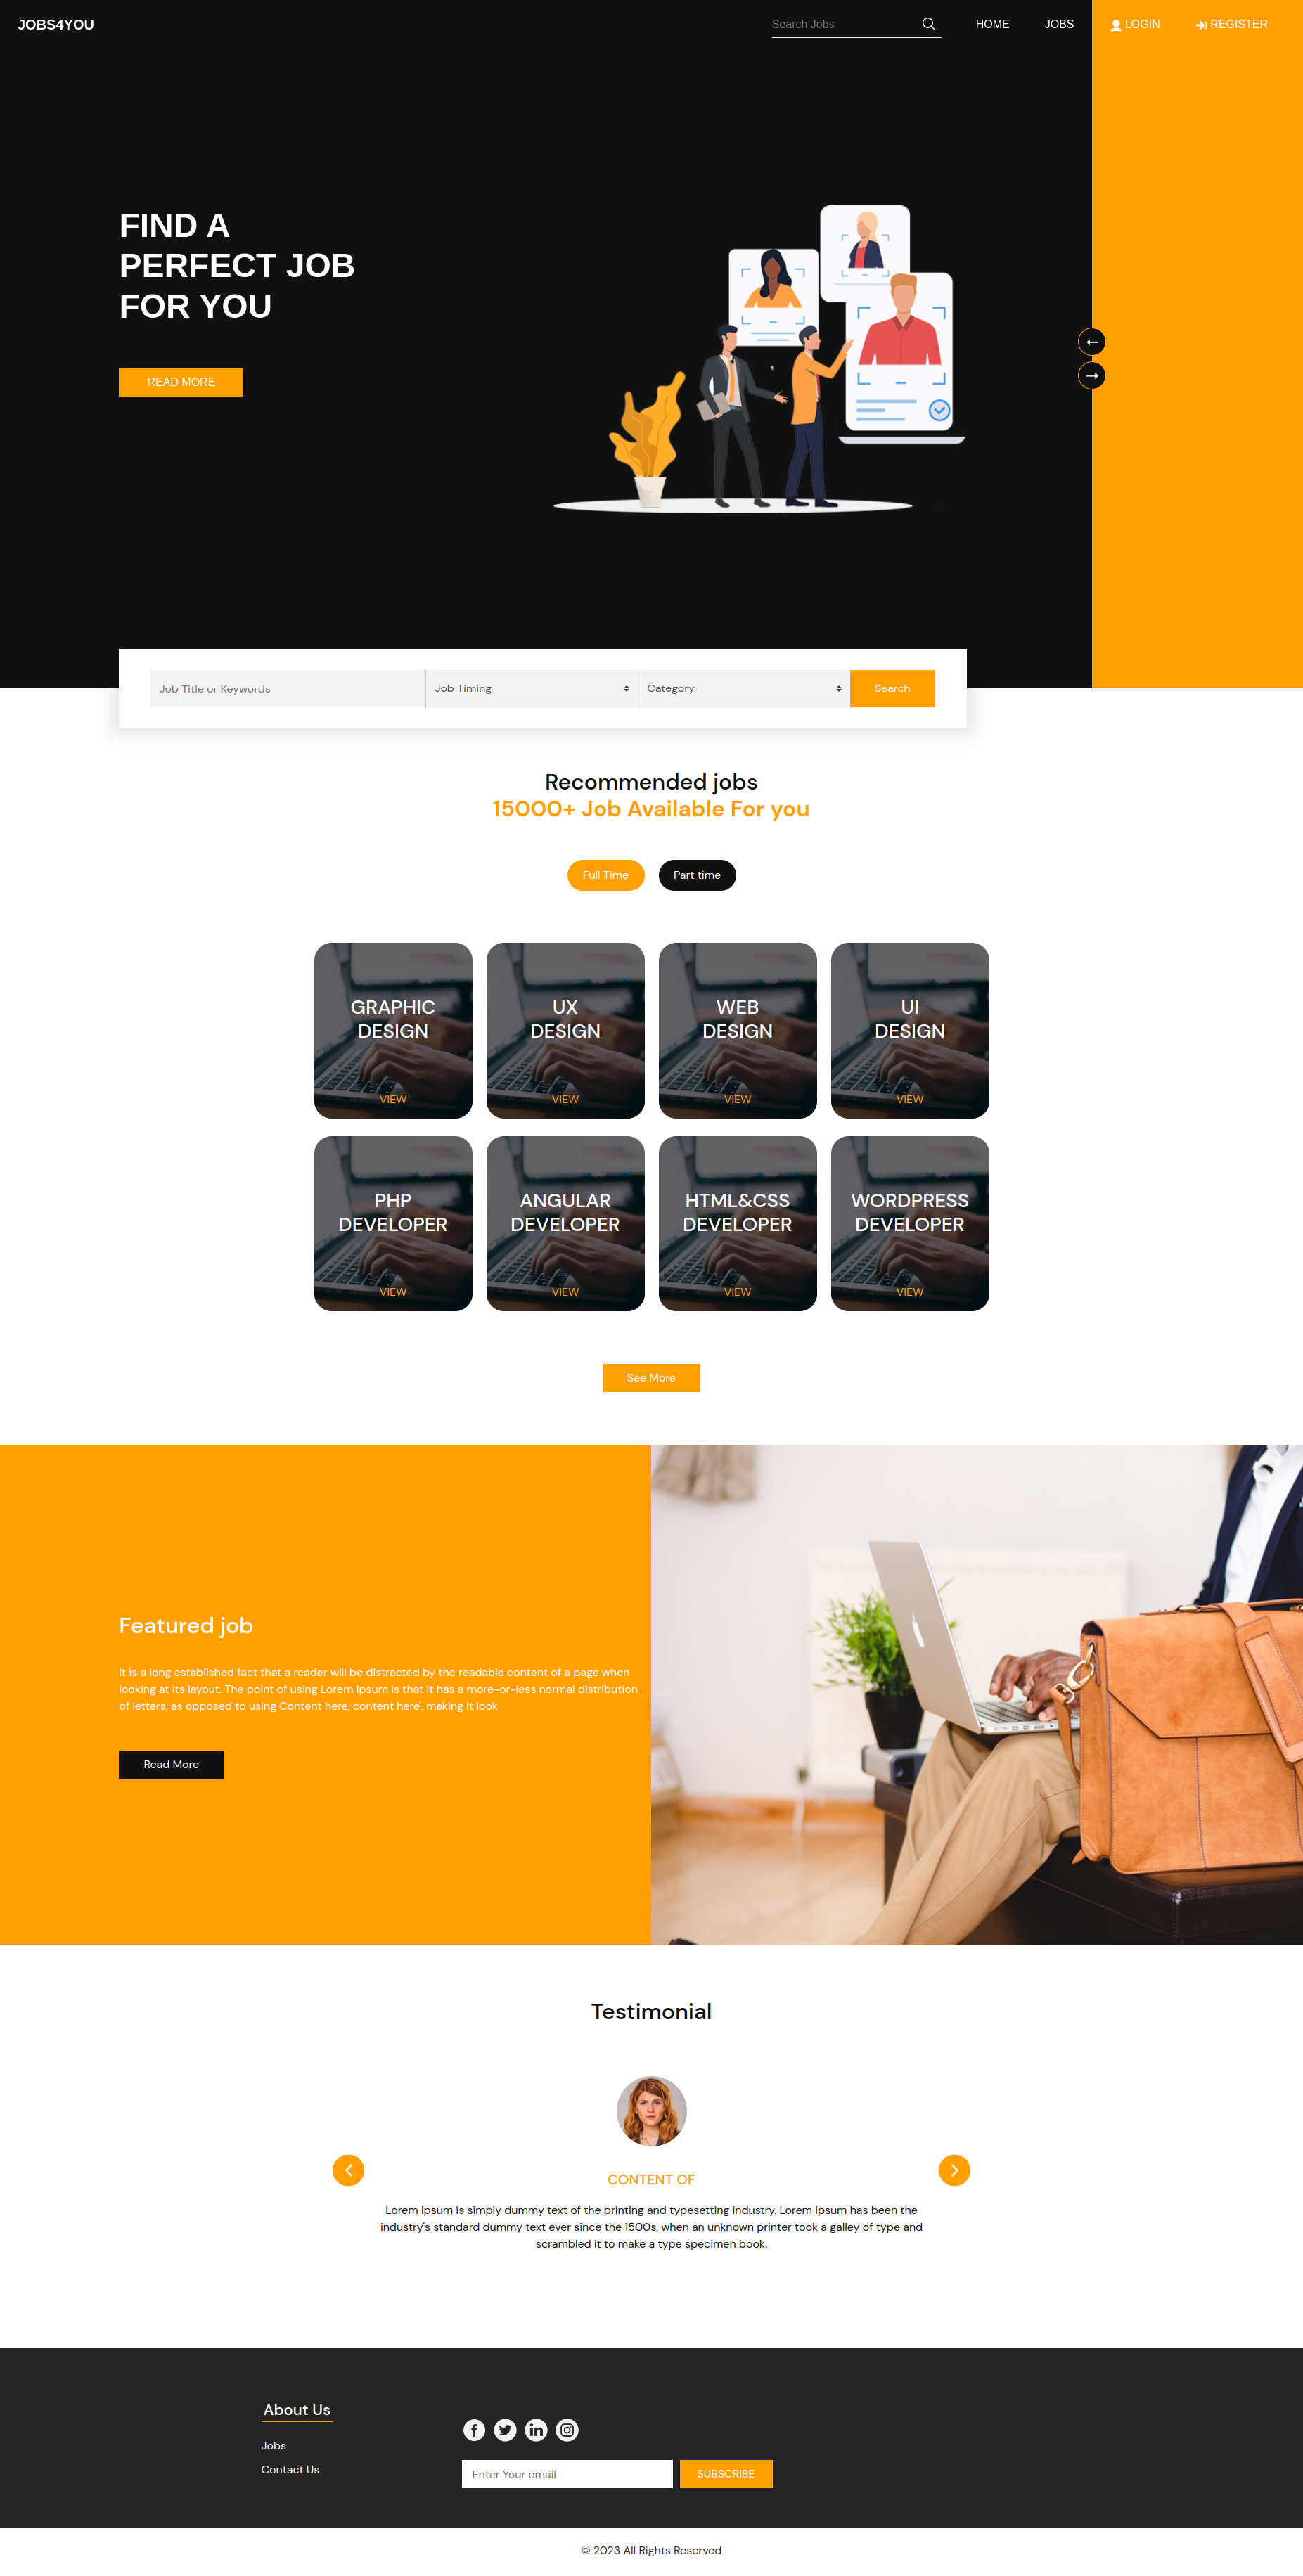 JOBS4YOU
Search Jobs
HOME
JOBS
LOGIN
REGISTER
FIND A
PERFECT JOB
FOR YOU
READ MORE
Job Title or Keywords
Job Timing
Category
Search
Recommended jobs
15000+ Job Available For you
Full Time
Part time
GRAPHIC
DESIGN
VIEW
UX
DESIGN
VIEW
WEB
DESIGN
VIEW
UI
DESIGN
VIEW
PHP
DEVELOPER
VIEW
ANGULAR
DEVELOPER
VIEW
HTML&CSS
DEVELOPER
VIEW
WORDPRESS
DEVELOPER
VIEW
See More
Featured job
It is a long established fact that a reader will be distracted by the readable content of a page when
looking at its layout. The point of using Lorem Ipsum is that it has a more-or-less normal distribution
of letters, as opposed to using Content here, content here', making it look
Read More
Testimonial
CONTENT OF
Lorem Ipsum is simply dummy text of the printing and typesetting industry. Lorem Ipsum has been the
industry's standard dummy text ever since the 1500s, when an unknown printer took a galley of type and
scrambled it to make a type specimen book.
About Us
Jobs
Contact Us
Enter Your email
SUBSCRIBE
© 2023 All Rights Reserved